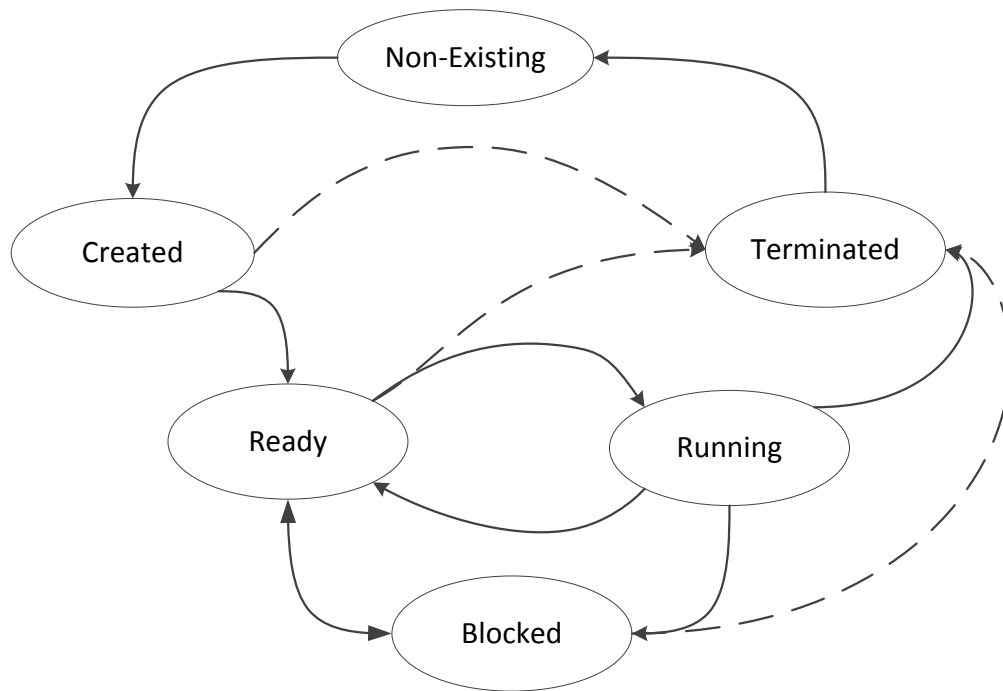 Non-Existing
Created
Terminated
Ready
Running
Blocked